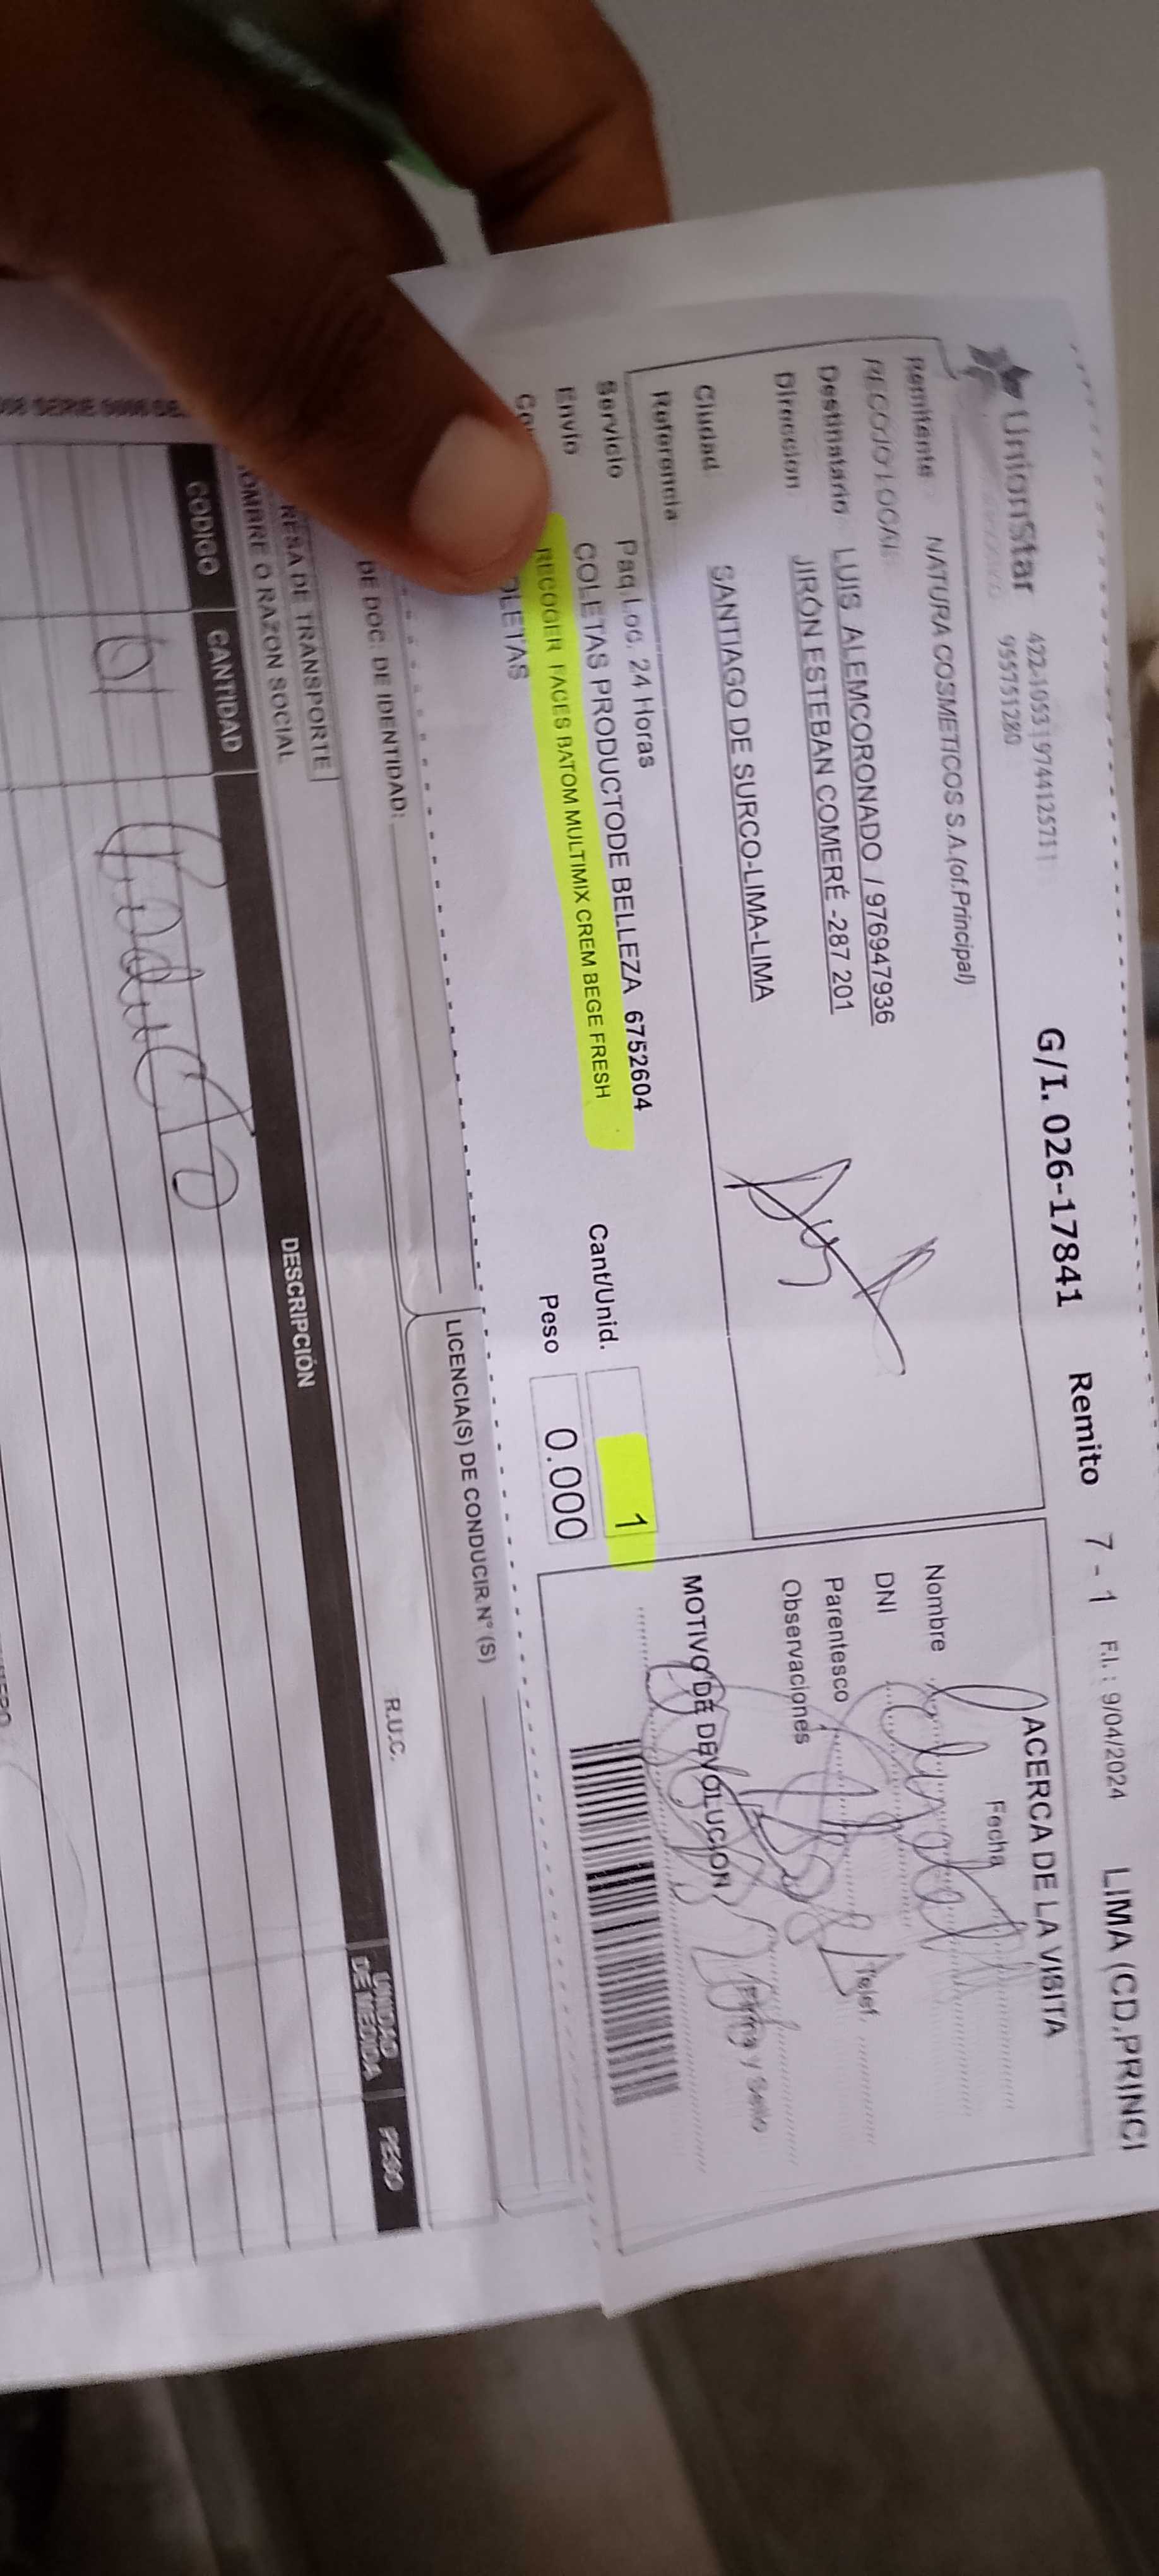 UnionStar 422-1053 | 974412571 | G/I. 026-17841 Remito 7 - 1 F.I.: 9/04/2024 LIMA (CD.PRINCI
955751280
Remitente NATURA COSMETICOS S.A.(of.Principal)
RECOJO LOCAL
Destinatario LUIS ALEMCORONADO / 976947936
Dirección JIRÓN ESTEBAN COMERÉ -287 201
Ciudad SANTIAGO DE SURCO-LIMA-LIMA
Referencia
Servicio Paq.Loc. 24 Horas
Envío COLETAS PRODUCTODE BELLEZA 6752604
RECOGER FACES BATOM MULTIMIX CREM BEGE FRESH
OLETAS
Cant/Unid. 1
Peso 0.000
ACERCA DE LA VISITA
Fecha
Nombre
DNI
Parentesco Telef.
Observaciones
Firma y Sello
MOTIVO DE DEVOLUCION
DE DOC. DE IDENTIDAD: LICENCIA(S) DE CONDUCIR N° (S)
RESA DE TRANSPORTE
OMBRE O RAZON SOCIAL R.U.C.
CODIGO CANTIDAD DESCRIPCIÓN UNIDAD DE MEDIDA PESO
01 Producto